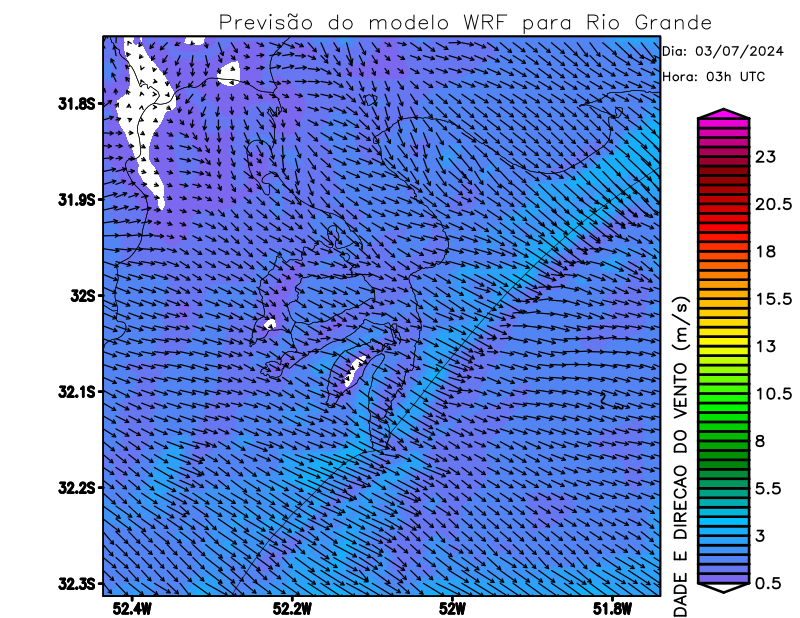 Previsão do modelo WRF para Rio Grande
Dia: 03/07/2024
Hora: 03h UTC
31.8S
31.9S
32S
32.1S
32.2S
32.3S
52.4W
52.2W
52W
51.8W
23
20.5
18
15.5
13
10.5
8
5.5
3
0.5
DADE E DIRECAO DO VENTO (m/s)